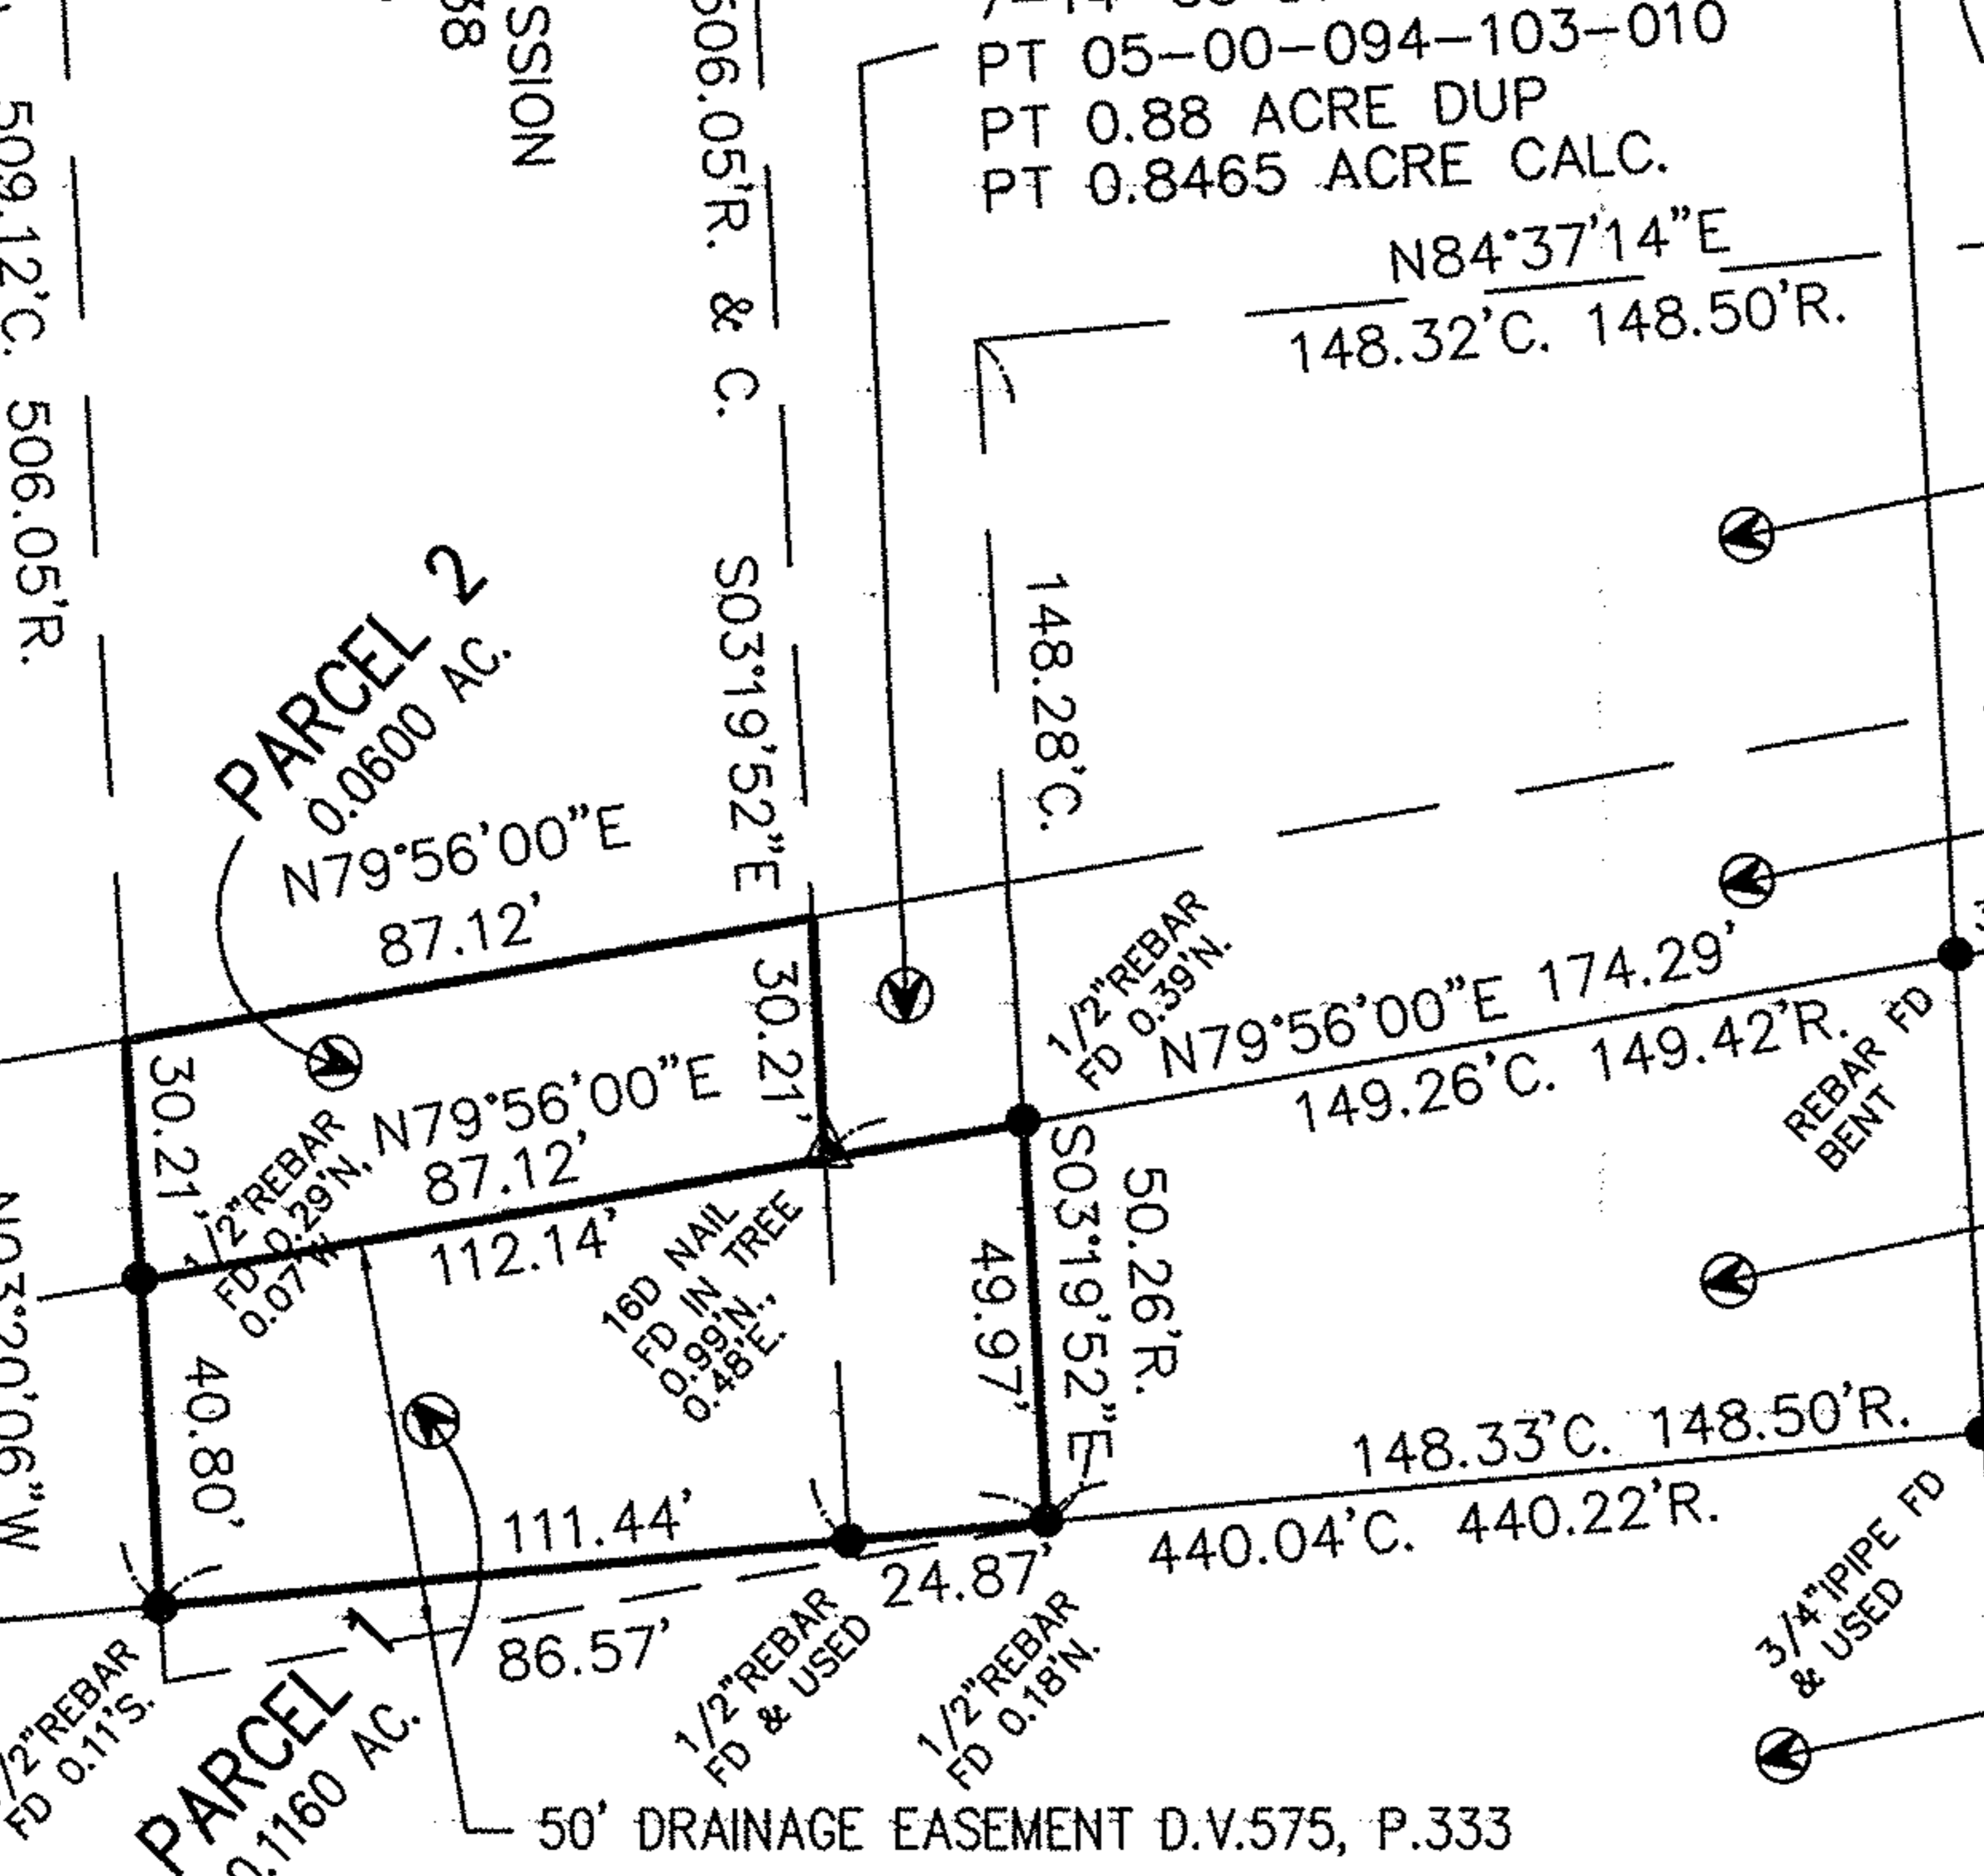 38
SSION
509.12'C. 506.05'R.
506.05'R. & C.
S03°19'52"E
PT 05-00-094-103-010
PT 0.88 ACRE DUP
PT 0.8465 ACRE CALC.
N84°37'14"E
148.32'C. 148.50'R.
148.28'C.
PARCEL 2
0.0600 AC.
N79°56'00"E
87.12'
30.21'
30.21'
1/2"REBAR
FD 0.39'N.
N79°56'00"E 174.29'
149.26'C. 149.42'R.
REBAR FD
BENT
1/2"REBAR
FD 0.29'N,
0.07'W
N79°56'00"E
87.12'
112.14'
16D NAIL
FD IN TREE
0.99'N.,
0.48'E.
S03°19'52"E
50.26'R.
49.97'
40.80'
N03°20'06"W
111.44'
86.57'
24.87'
148.33'C. 148.50'R.
440.04'C. 440.22'R.
3/4"IPIPE FD
& USED
1/2"REBAR
FD & USED
1/2"REBAR
FD 0.18'N.
/2"REBAR
FD 0.11'S.
PARCEL 1
0.1160 AC.
50' DRAINAGE EASEMENT D.V.575, P.333